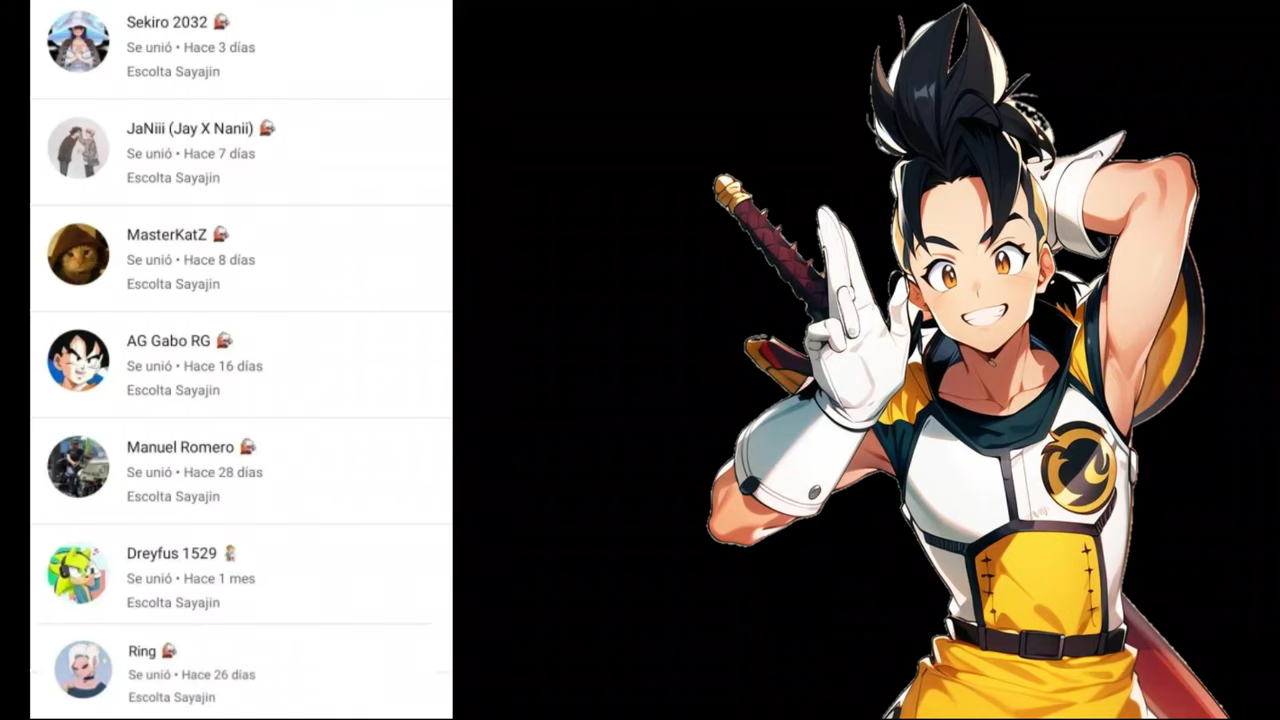 Sekiro 2032
Se unió • Hace 3 días
Escolta Sayajin
JaNiii (Jay X Nanii)
Se unió • Hace 7 días
Escolta Sayajin
MasterKatZ
Se unió • Hace 8 días
Escolta Sayajin
AG Gabo RG
Se unió • Hace 16 días
Escolta Sayajin
Manuel Romero
Se unió • Hace 28 días
Escolta Sayajin
Dreyfus 1529
Se unió • Hace 1 mes
Escolta Sayajin
Ring
Se unió • Hace 26 días
Escolta Sayajin